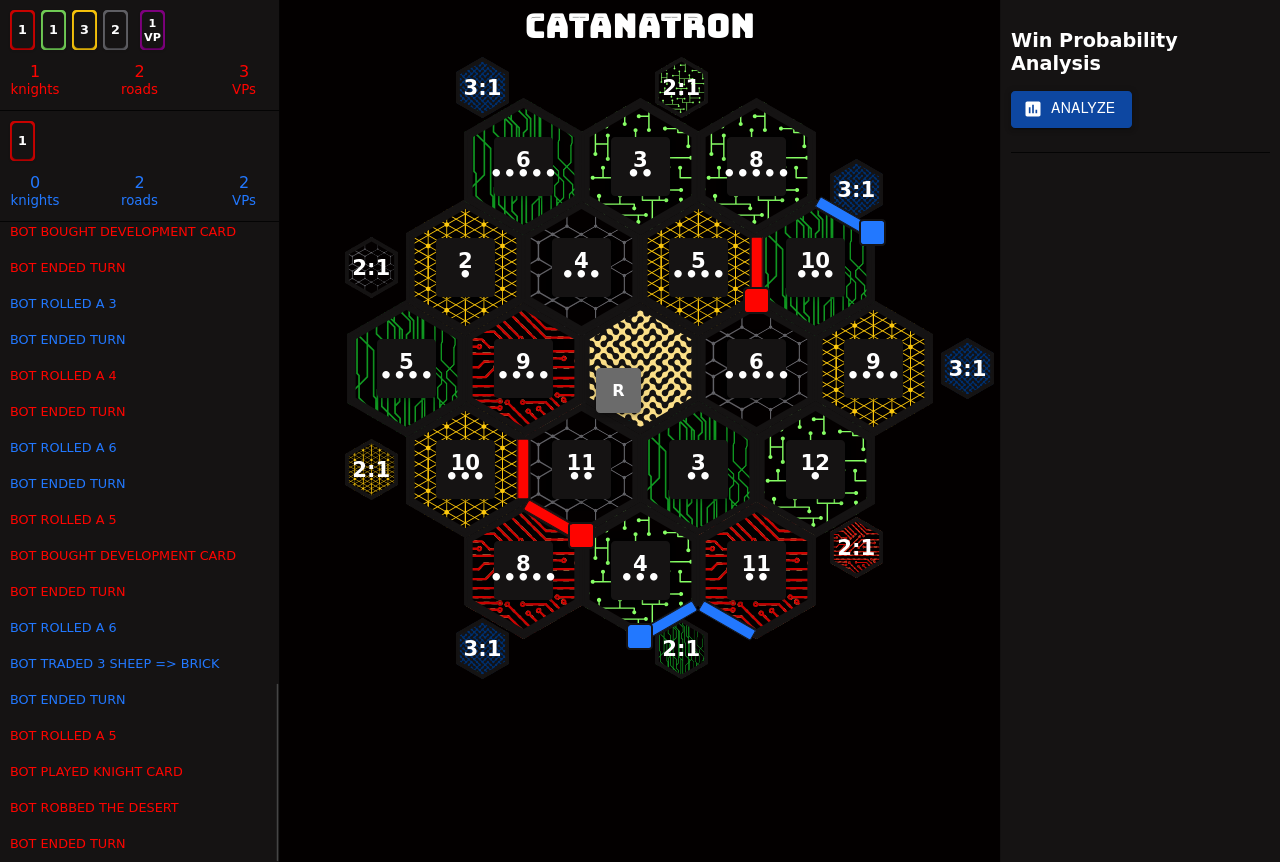 CATANATRON
1 1 3 2 1 VP
1 2 3
knights roads VPs
1
0 2 2
knights roads VPs
BOT BOUGHT DEVELOPMENT CARD
BOT ENDED TURN
BOT ROLLED A 3
BOT ENDED TURN
BOT ROLLED A 4
BOT ENDED TURN
BOT ROLLED A 6
BOT ENDED TURN
BOT ROLLED A 5
BOT BOUGHT DEVELOPMENT CARD
BOT ENDED TURN
BOT ROLLED A 6
BOT TRADED 3 SHEEP => BRICK
BOT ENDED TURN
BOT ROLLED A 5
BOT PLAYED KNIGHT CARD
BOT ROBBED THE DESERT
BOT ENDED TURN
3:1 2:1
6 3 8
3:1
2:1 2 4 5 10
5 9 6 9 3:1
R
2:1 10 11 3 12
2:1
8 4 11
3:1 2:1
Win Probability
Analysis
ANALYZE